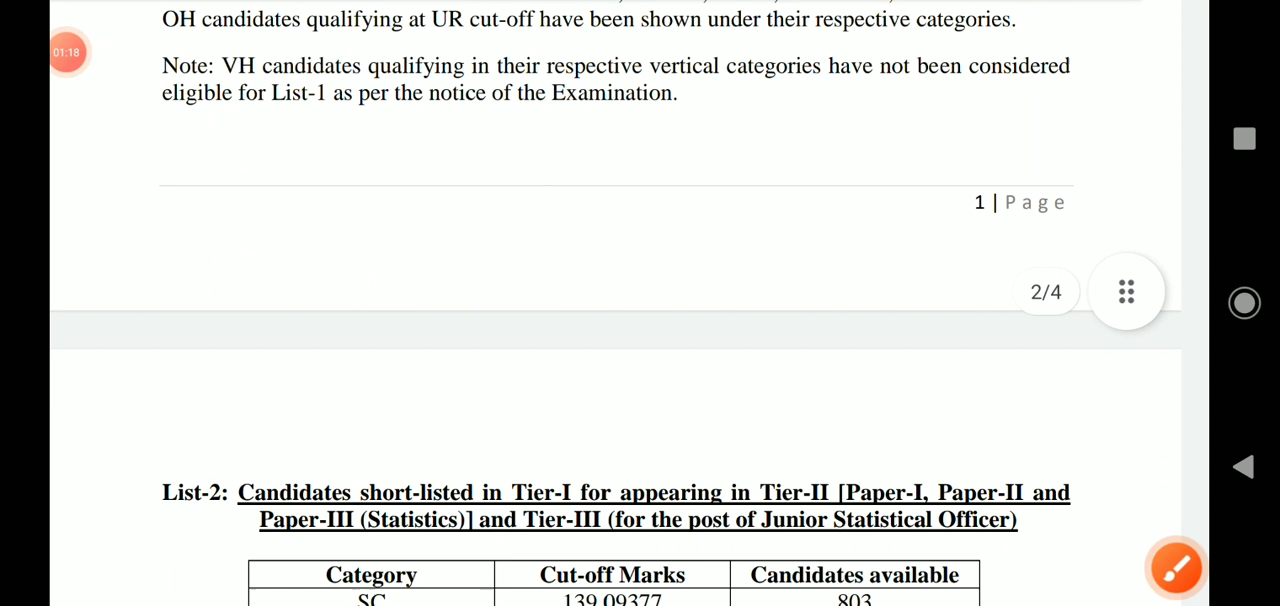 OH candidates qualifying at UR cut-off have been shown under their respective categories.
01:18
Note: VH candidates qualifying in their respective vertical categories have not been considered
eligible for List-1 as per the notice of the Examination.
1 | Page
2/4
List-2: Candidates short-listed in Tier-I for appearing in Tier-II [Paper-I, Paper-II and
Paper-III (Statistics)] and Tier-III (for the post of Junior Statistical Officer)
Category Cut-off Marks Candidates available
SC 139.09377 803